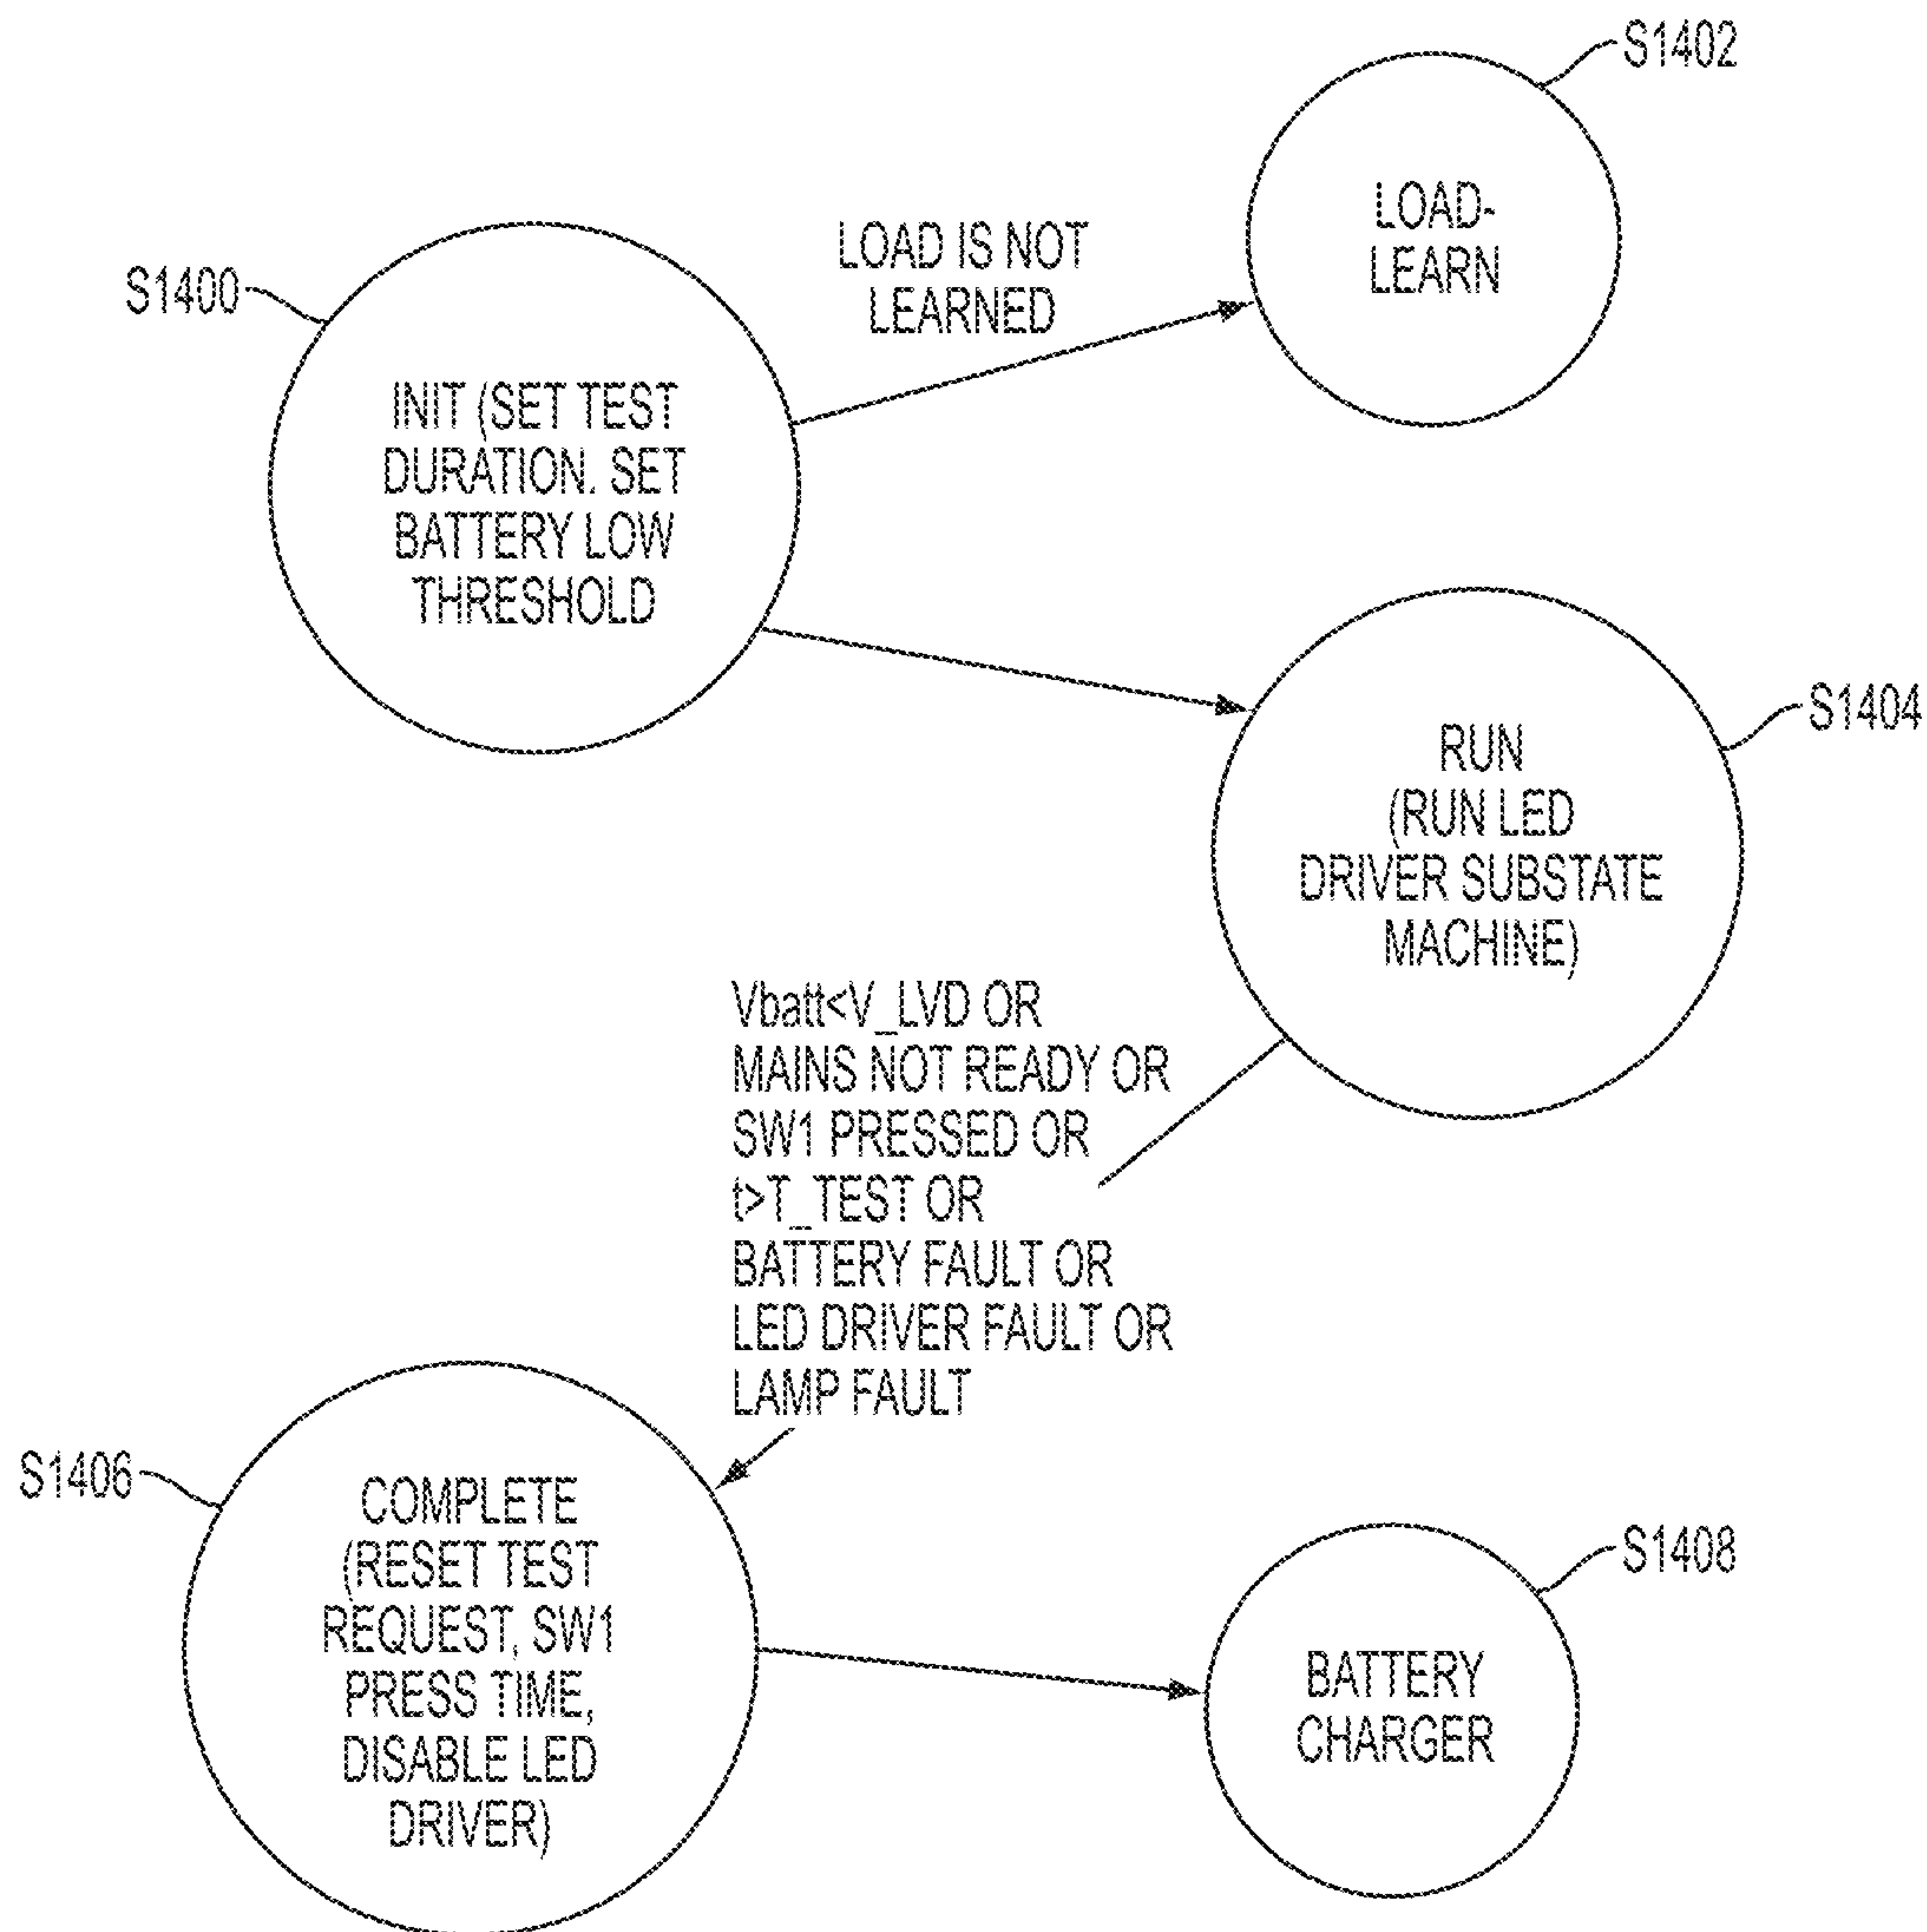 S1402
LOAD-
LEARN
LOAD IS NOT
LEARNED
S1400
INIT (SET TEST
DURATION. SET
BATTERY LOW
THRESHOLD
S1404
RUN
(RUN LED
DRIVER SUBSTATE
MACHINE)
Vbatt<V_LVD OR
MAINS NOT READY OR
SW1 PRESSED OR
t>T_TEST OR
BATTERY FAULT OR
LED DRIVER FAULT OR
LAMP FAULT
S1406
COMPLETE
(RESET TEST
REQUEST, SW1
PRESS TIME,
DISABLE LED
DRIVER)
S1408
BATTERY
CHARGER